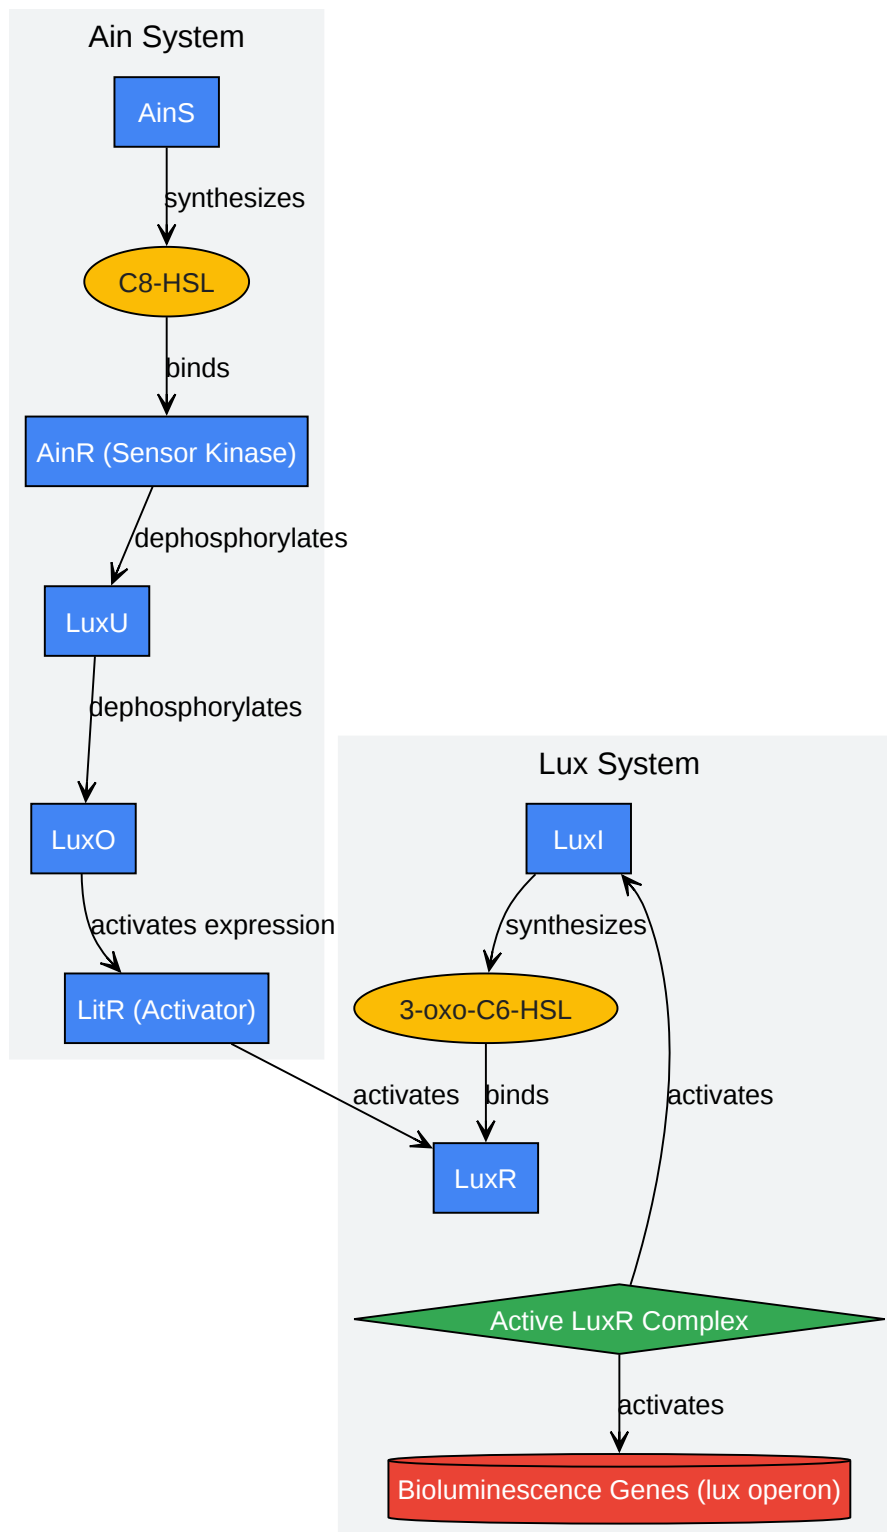 Ain System
AinS
synthesizes
C8-HSL
binds
AinR (Sensor Kinase)
dephosphorylates
LuxU
dephosphorylates
LuxO
activates expression
LitR (Activator)
activates
Lux System
LuxI
synthesizes
3-oxo-C6-HSL
binds
activates
LuxR
Active LuxR Complex
activates
Bioluminescence Genes (lux operon)